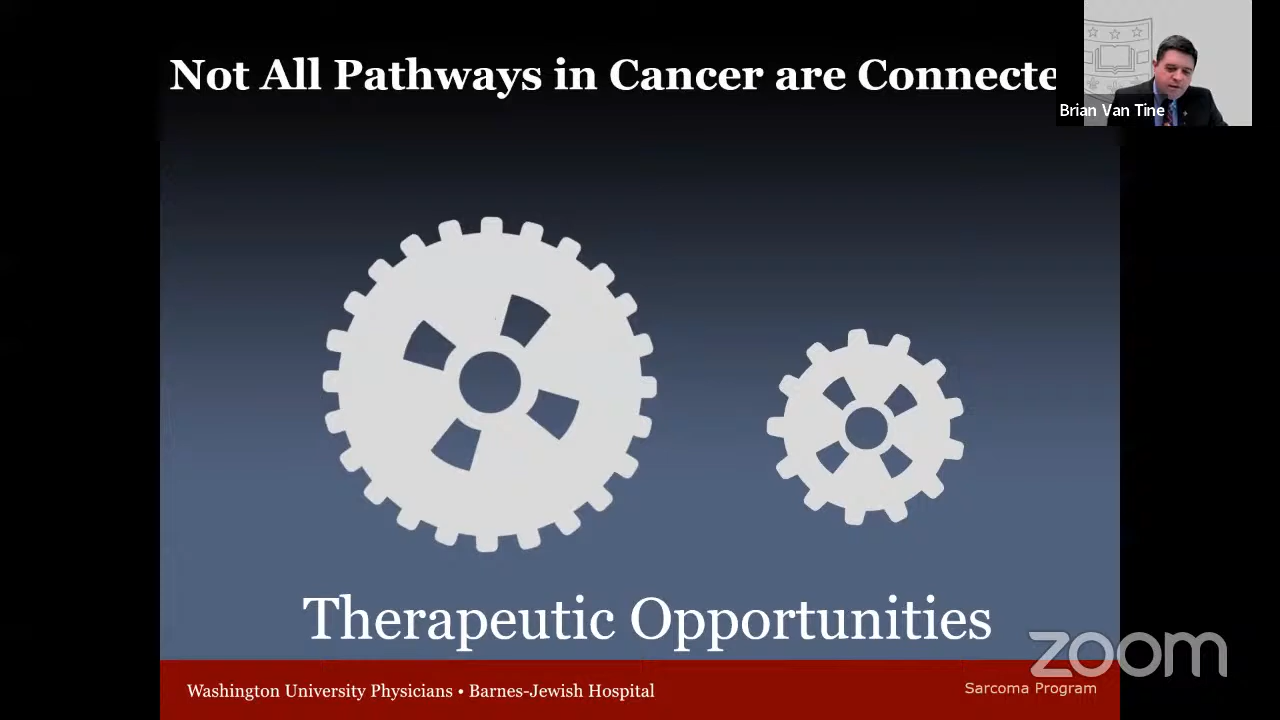 Not All Pathways in Cancer are Connecte
Brian Van Tine
Therapeutic Opportunities
zoom
Washington University Physicians • Barnes-Jewish Hospital
Sarcoma Program